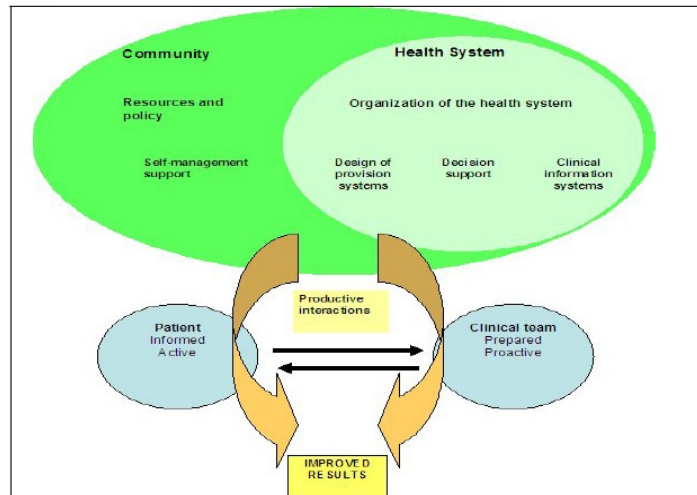 Community
Health System
Resources and
policy
Organization of the health system
Self-management
support
Design of
provision
systems
Decision
support
Clinical
information
systems
Productive
interactions
Patient
Informed
Active
Clinical team
Prepared
Proactive
IMPROVED
RESULTS